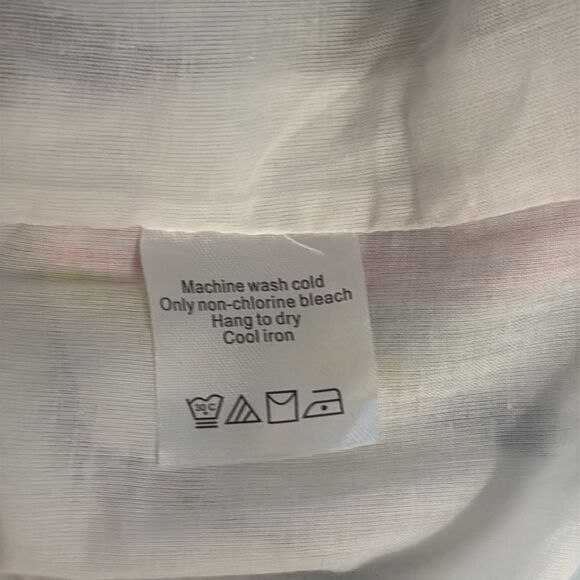 Machine wash cold
Only non-chlorine bleach
Hang to dry
Cool iron
30 C